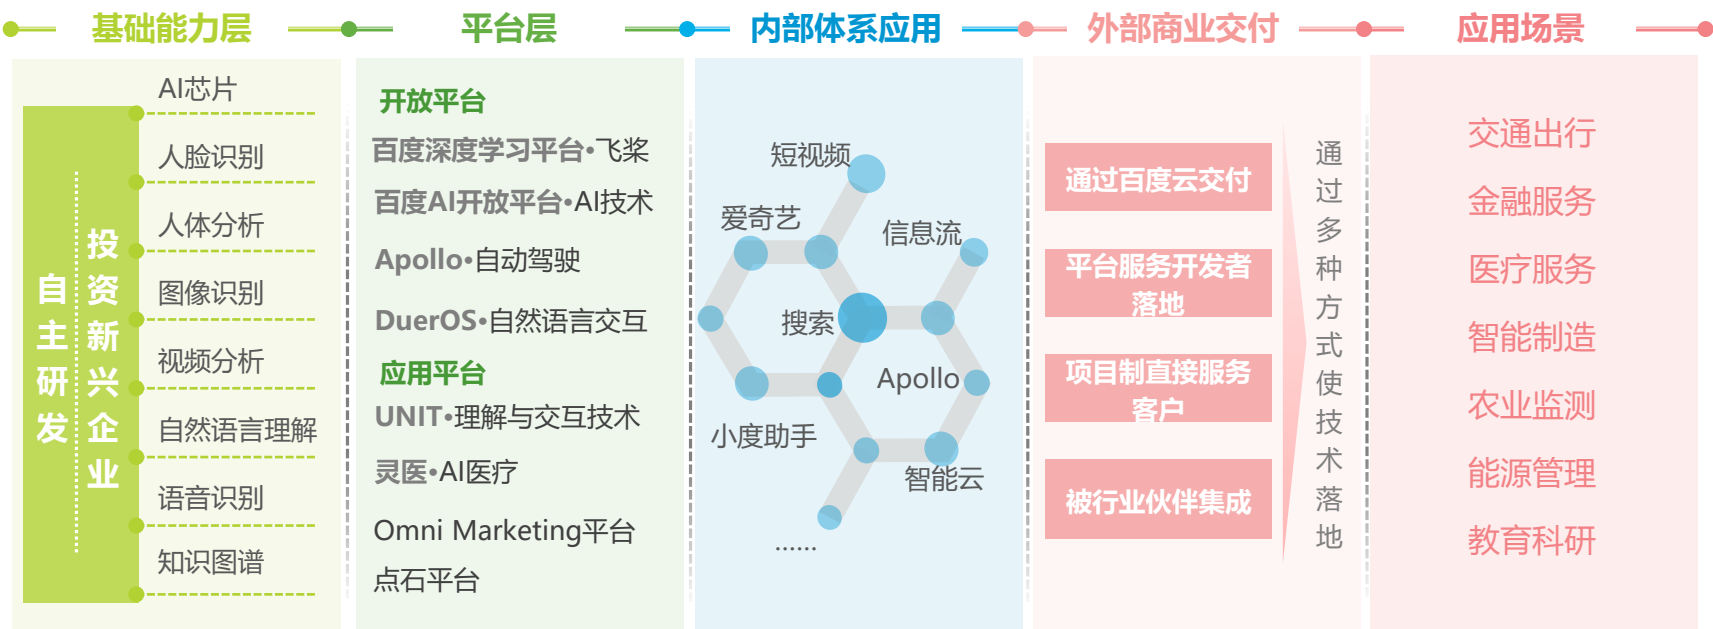 基础能力层
平台层
内部体系应用
外部商业交付
应用场景
自主研发
投资新兴企业
AI芯片
人脸识别
人体分析
图像识别
视频分析
自然语言理解
语音识别
知识图谱
开放平台
百度深度学习平台•飞桨
百度AI开放平台•AI技术
Apollo•自动驾驶
DuerOS•自然语言交互
应用平台
UNIT•理解与交互技术
灵医•AI医疗
Omni Marketing平台
点石平台
短视频
爱奇艺
信息流
搜索
Apollo
小度助手
智能云
......
通过百度云交付
平台服务开发者
落地
项目制直接服务
客户
被行业伙伴集成
通过多种方式使技术落地
交通出行
金融服务
医疗服务
智能制造
农业监测
能源管理
教育科研